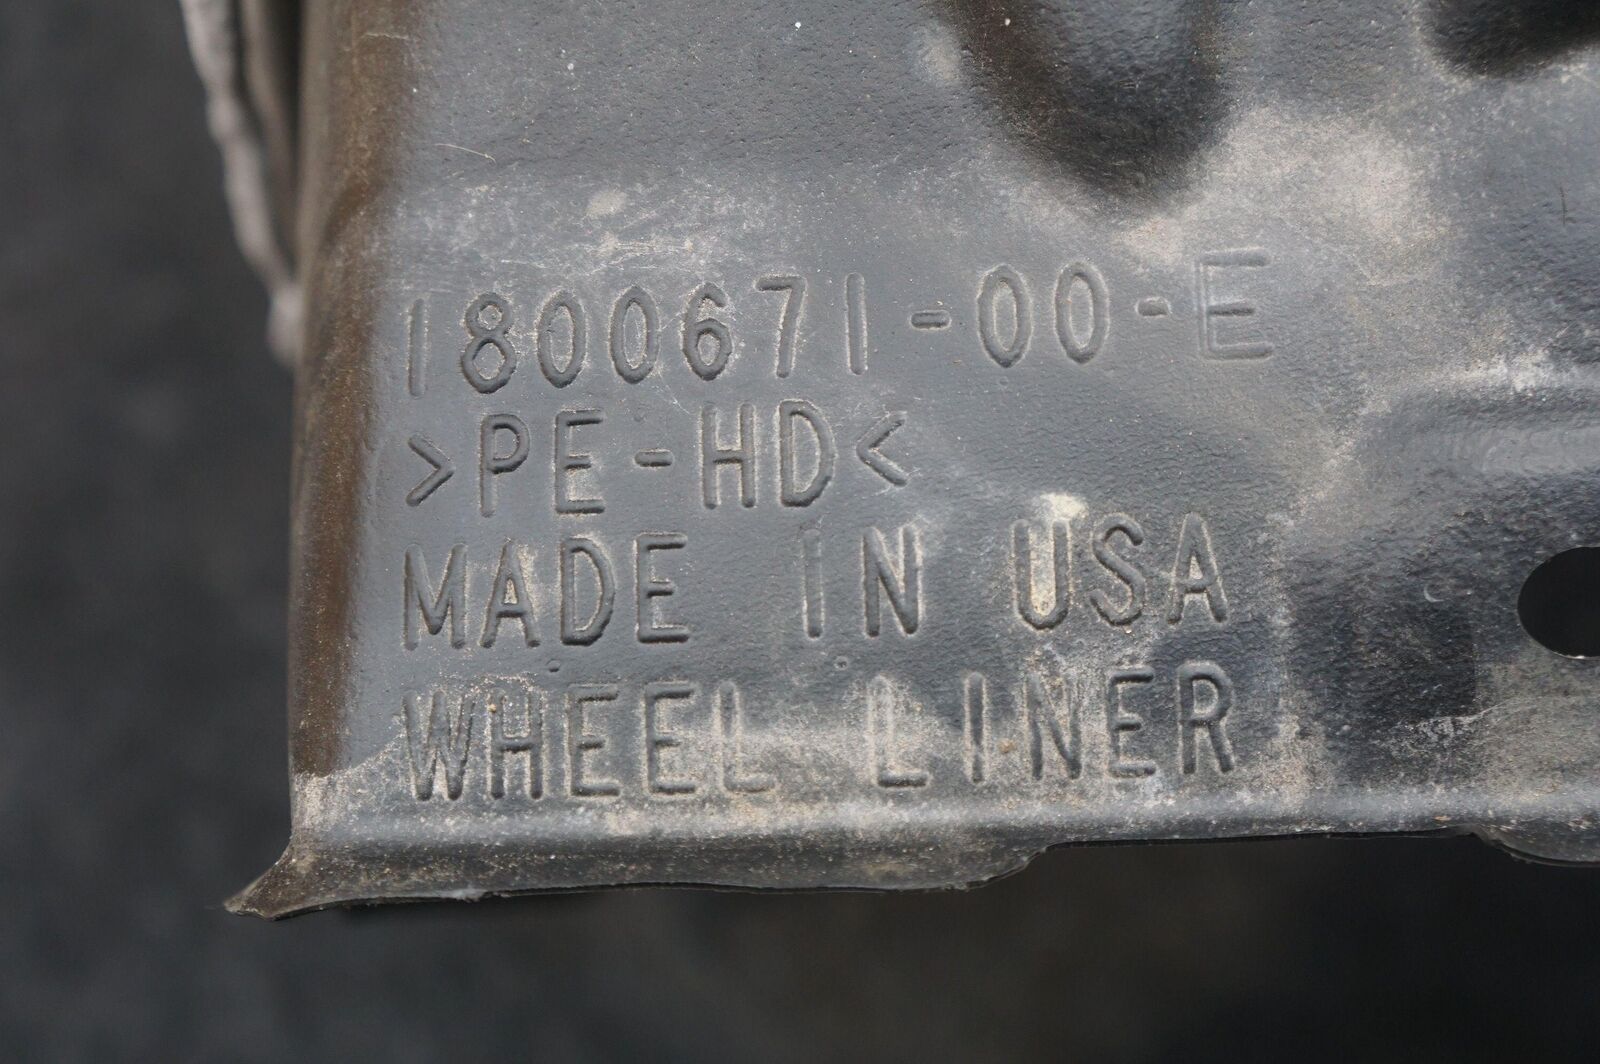 1800671-00-E
>PE-HD<
MADE IN USA
WHEEL LINER